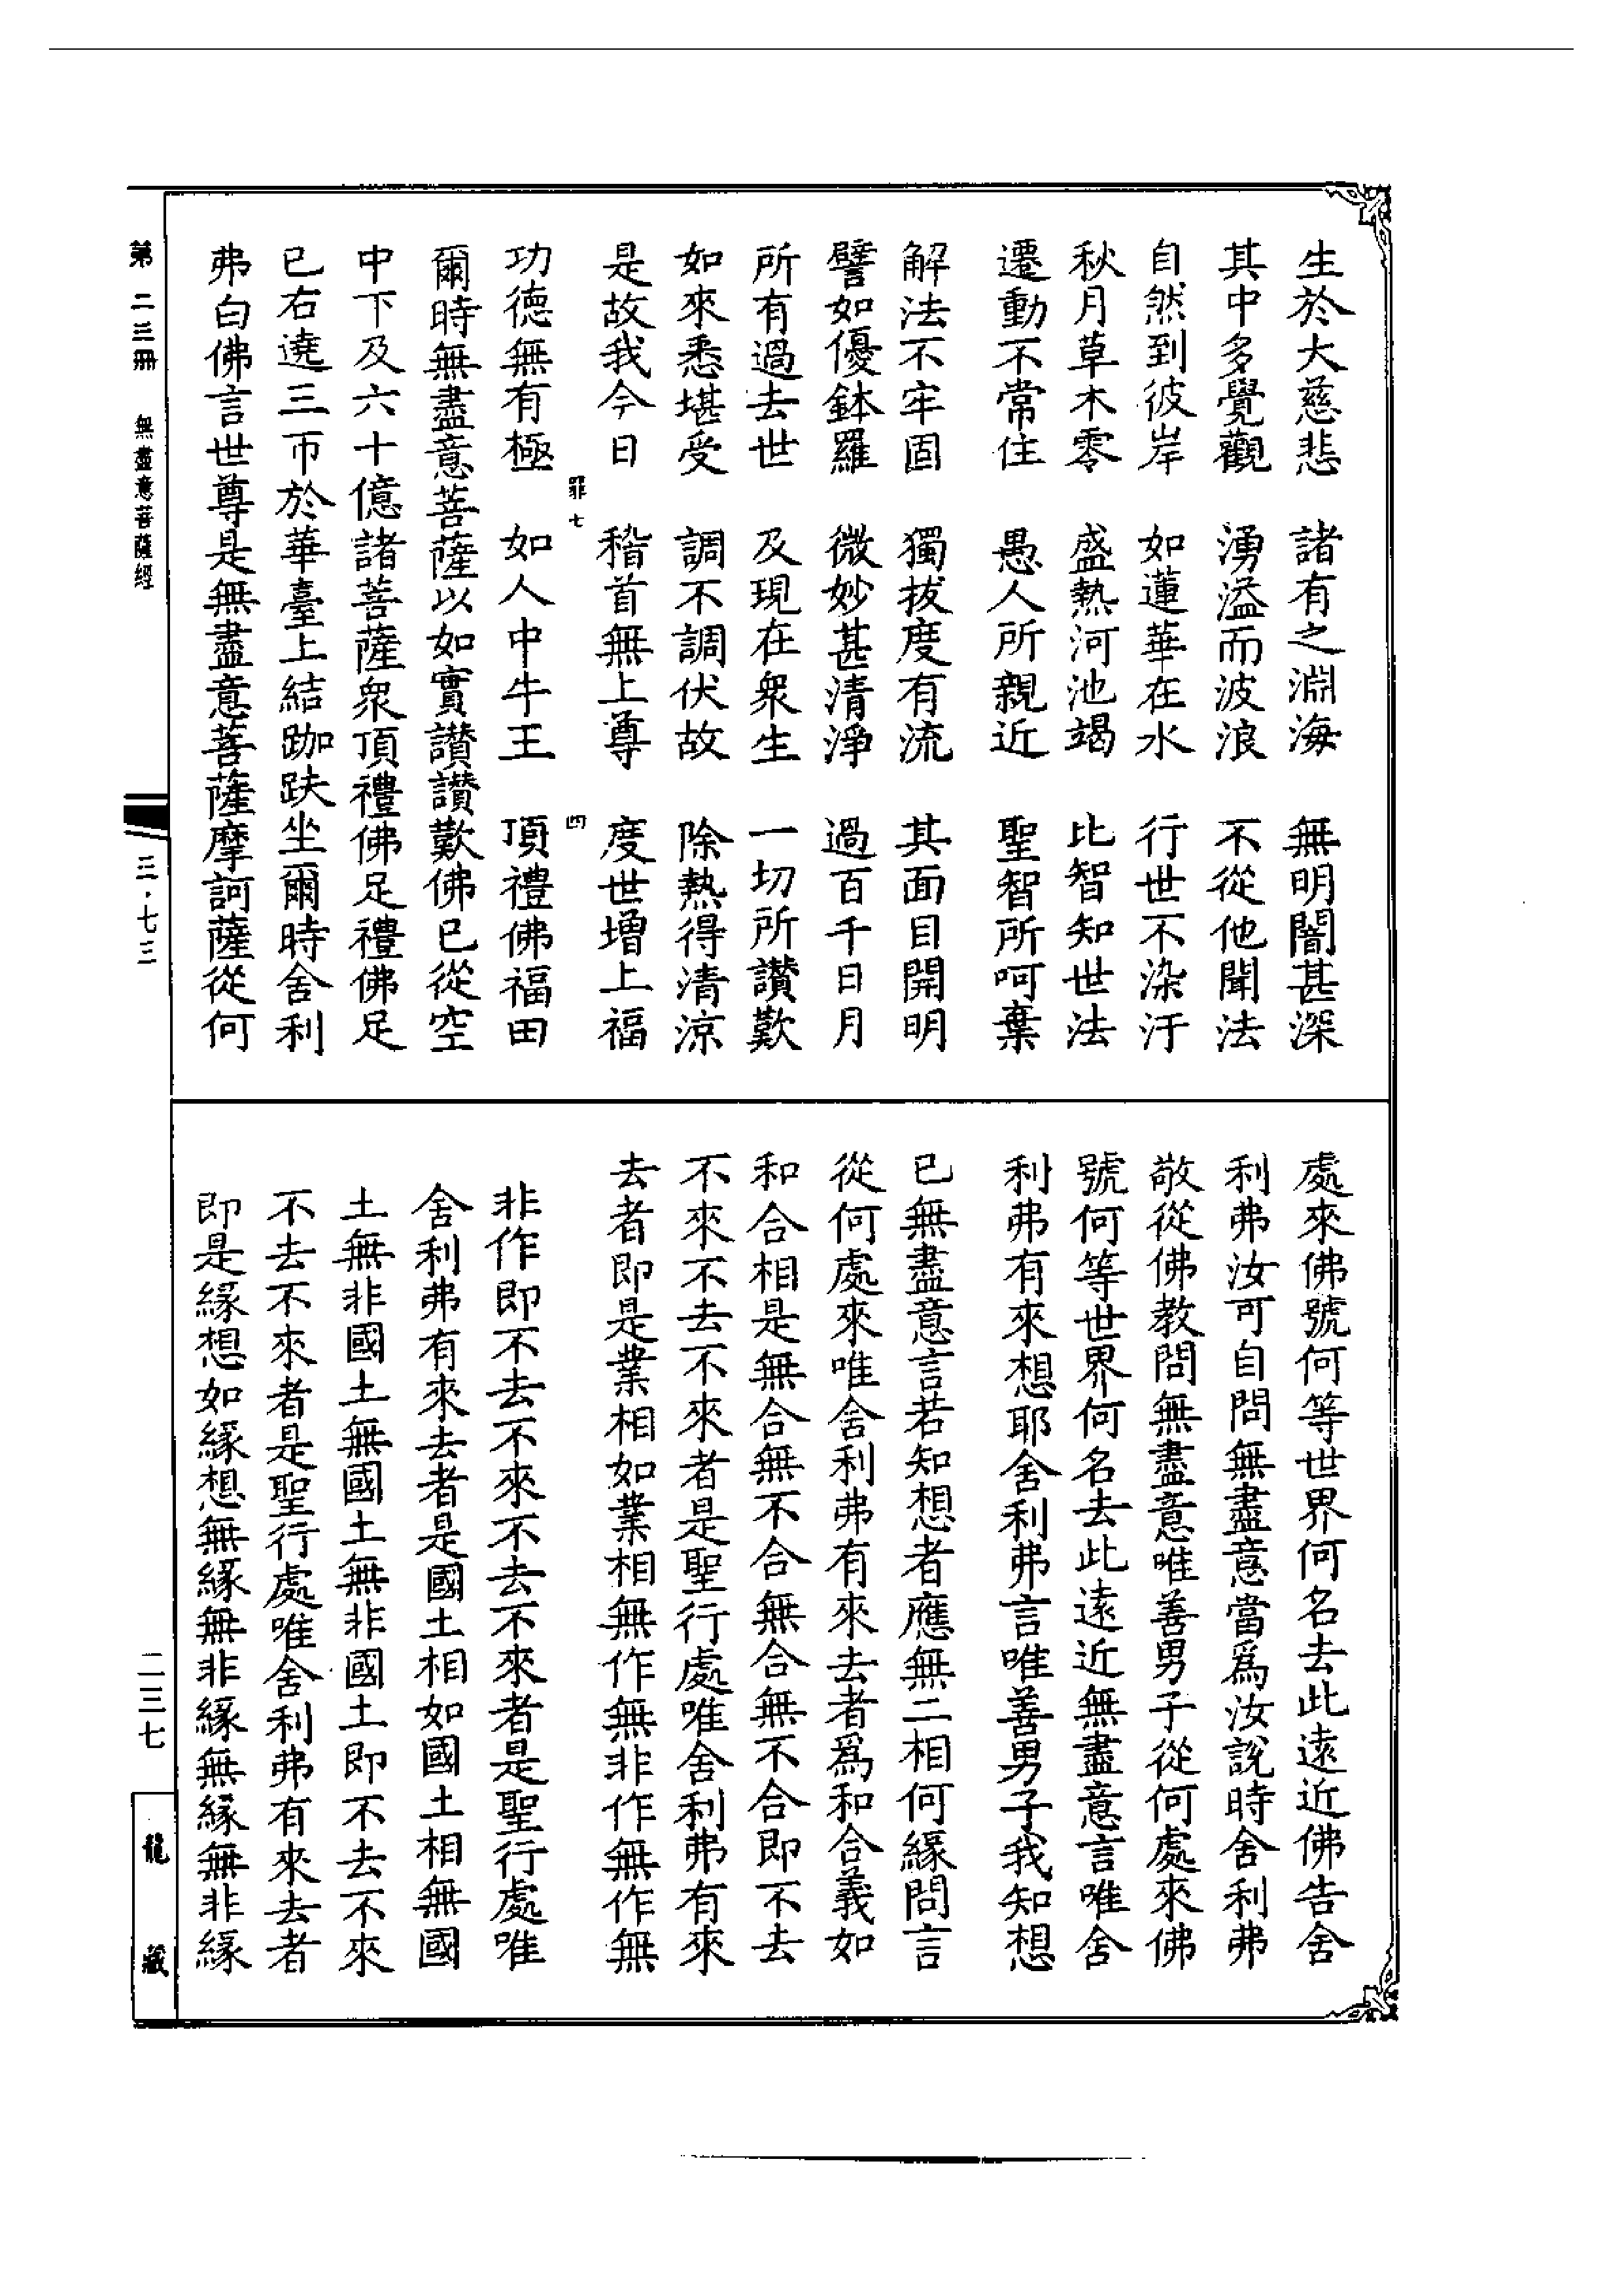 生於大慈悲　諸有之淵海　無明闇甚深
其中多覺觀　湧溢而波浪　不從他聞法
自然到彼岸　如蓮華在水　行世不染汙
秋月草木零　盛熱河池竭　比智知世法
遷動不常住　愚人所親近　聖智所呵棄
解法不牢固　獨拔度有流　其面目開明
譬如優鉢羅　微妙甚清淨　過百千日月
所有過去世　及現在衆生　一切所讚歎
如來悉堪受　調不調伏故　除熱得清涼
是故我今日　稽首無上尊　度世增上福
罪七　四
功德無有極　如人中牛王　頂禮佛福田
爾時無盡意菩薩以如實讚讚歎佛已從空
中下及六十億諸菩薩衆頂禮佛足禮佛足
已右遶三帀於華臺上結跏趺坐爾時舍利
弗白佛言世尊是無盡意菩薩摩訶薩從何
處來佛號何等世界何名去此遠近佛告舍
利弗汝可自問無盡意當爲汝說時舍利弗
敬從佛教問無盡意唯善男子從何處來佛
號何等世界何名去此遠近無盡意言唯舍
利弗有來想耶舍利弗言唯善男子我知想
已無盡意言若知想者應無二相何緣問言
從何處來唯舍利弗有來去者爲和合義如
和合相是無合無不合無合無不合即不去
不來不去不來者是聖行處唯舍利弗有來
去者即是業相如業相無作無非作無作無
非作即不去不來不去不來者是聖行處唯
舍利弗有來去者是國土相如國土相無國
土無非國土無國土無非國土即不去不來
不去不來者是聖行處唯舍利弗有來去者
即是緣想如緣想無緣無非緣無緣無非緣
第二三冊　無盡意菩薩經　三·七三　二三七　龍藏